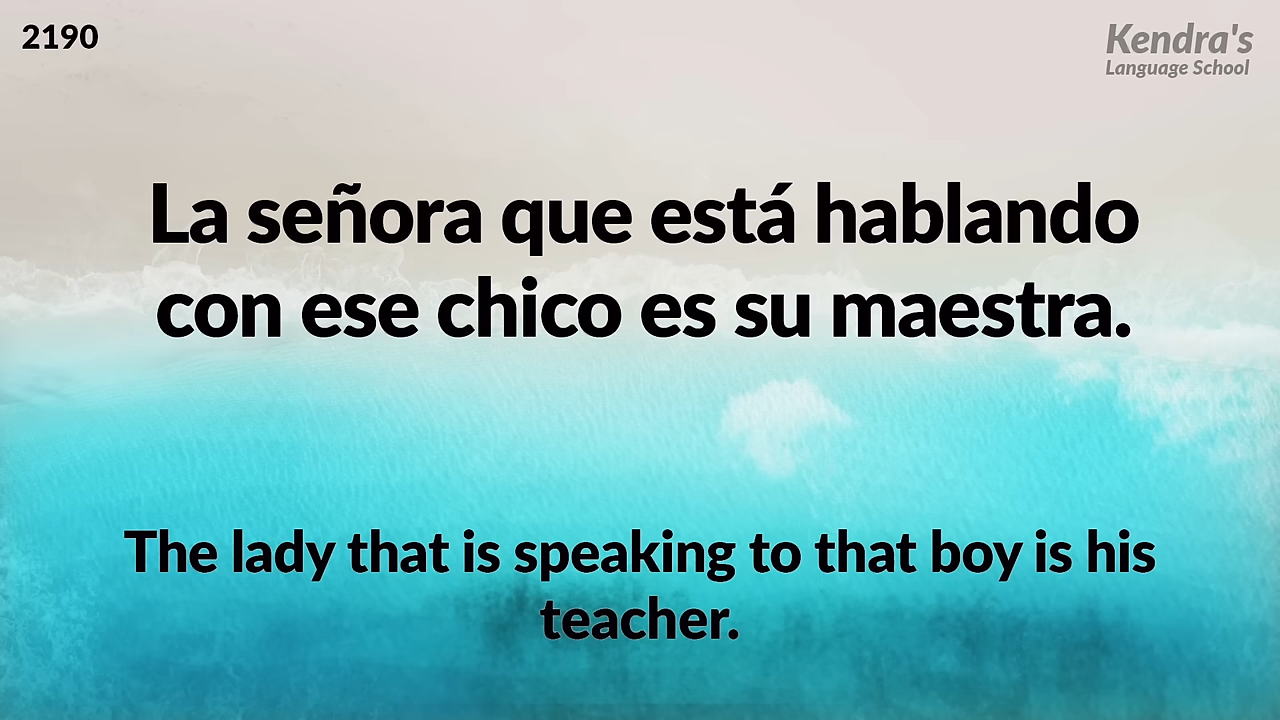 2190
Kendra's
Language School
La señora que está hablando
con ese chico es su maestra.
The lady that is speaking to that boy is his
teacher.